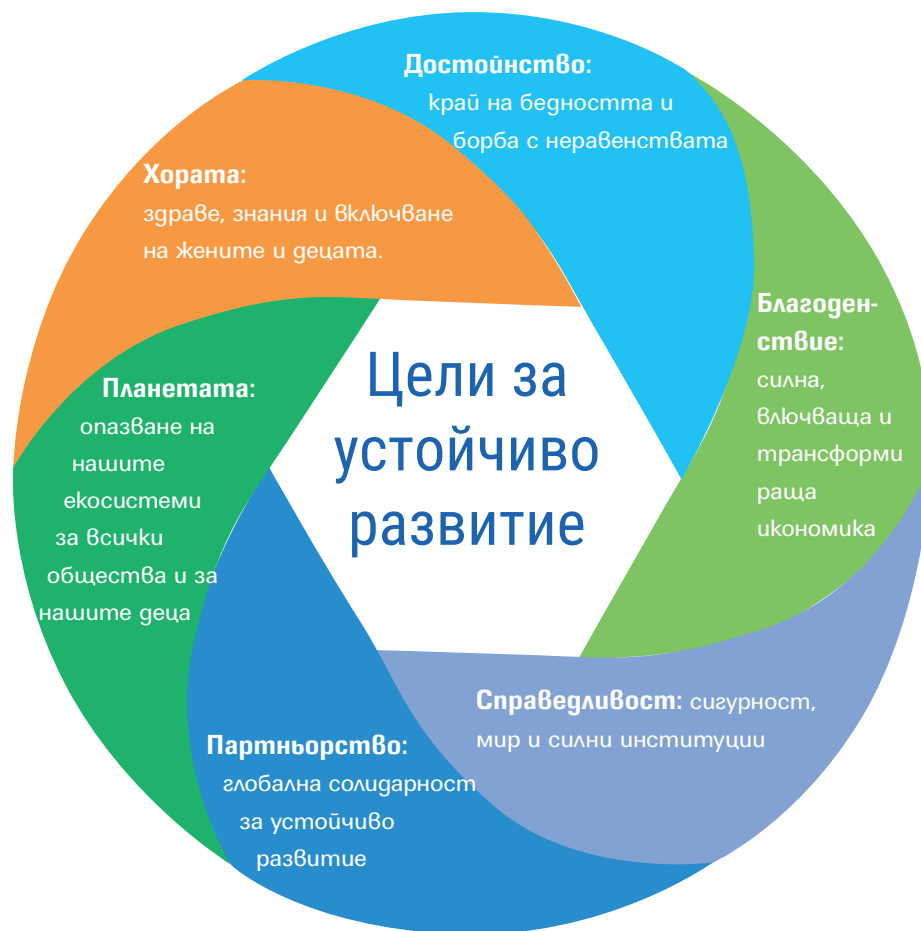 Достойнство:
край на бедността и
борба с неравенствата
Хората:
здраве, знания и включване
на жените и децата.
Благоден-
ствие:
силна,
влючваща и
трансформи
раща
икономика
Планетата:
опазване на
нашите
екосистеми
за всички
общества и за
нашите деца
Цели за
устойчиво
развитие
Справедливост: сигурност,
мир и силни институции
Партньорство:
глобална солидарност
за устойчиво
развитие